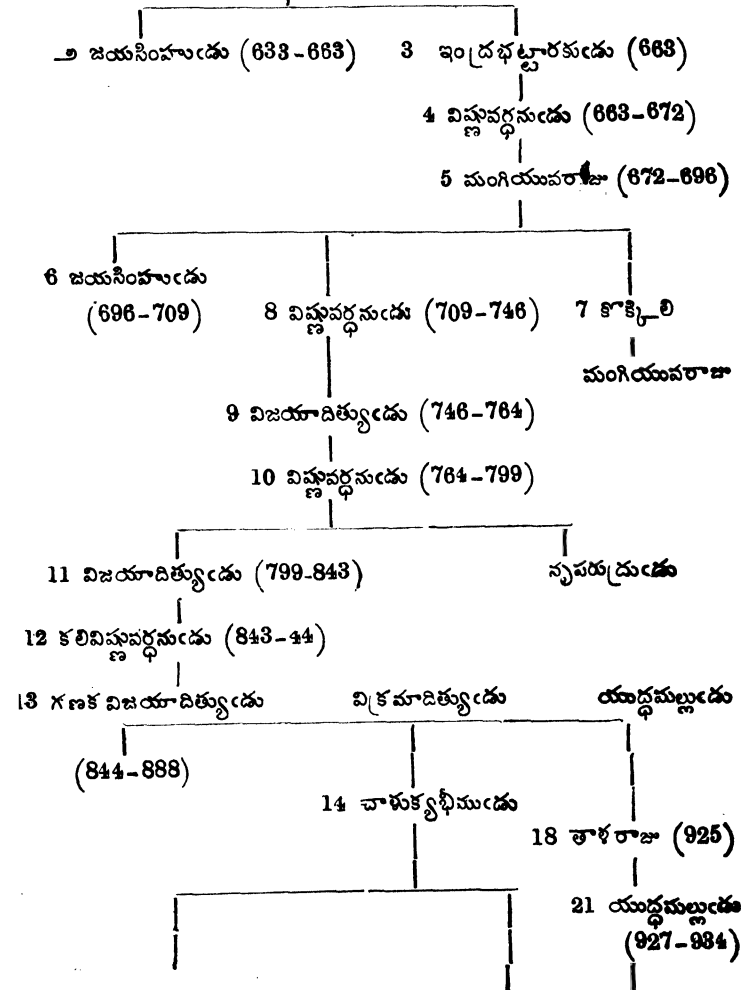 ౨ జయసింహుఁడు (633-663) 3 ఇంద్రభట్టారకుఁడు (663)
4 విష్ణువర్ధనుఁడు (663-672)
5 మంగియువరాజు (672-696)
6 జయసింహుఁడు
(696-709) 8 విష్ణువర్ధనుఁడు (709-746) 7 కొక్కిలి
మంగియువరాజు
9 విజయాదిత్యుఁడు (746-764)
10 విష్ణువర్ధనుఁడు (764-799)
11 విజయాదిత్యుఁడు (799-843) నృపరుద్రుఁడు
12 కలివిష్ణువర్ధనుఁడు (843-44)
13 గణక విజయాదిత్యుఁడు విక్రమాదిత్యుఁడు యుద్ధమల్లుఁడు
(844-888)
14 చాళుక్యభీముఁడు
18 తాళరాజు (925)
21 యుద్ధమల్లుఁడు
(927-934)